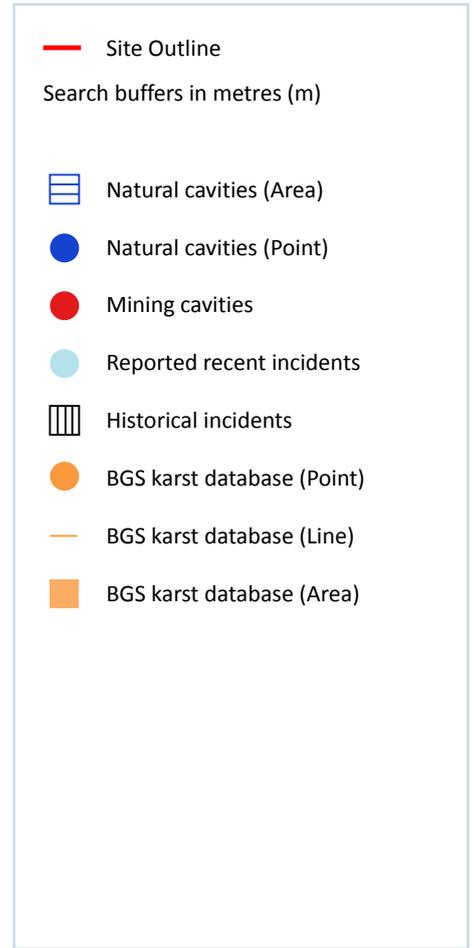 Site Outline
Search buffers in metres (m)
Natural cavities (Area)
Natural cavities (Point)
Mining cavities
Reported recent incidents
Historical incidents
BGS karst database (Point)
BGS karst database (Line)
BGS karst database (Area)